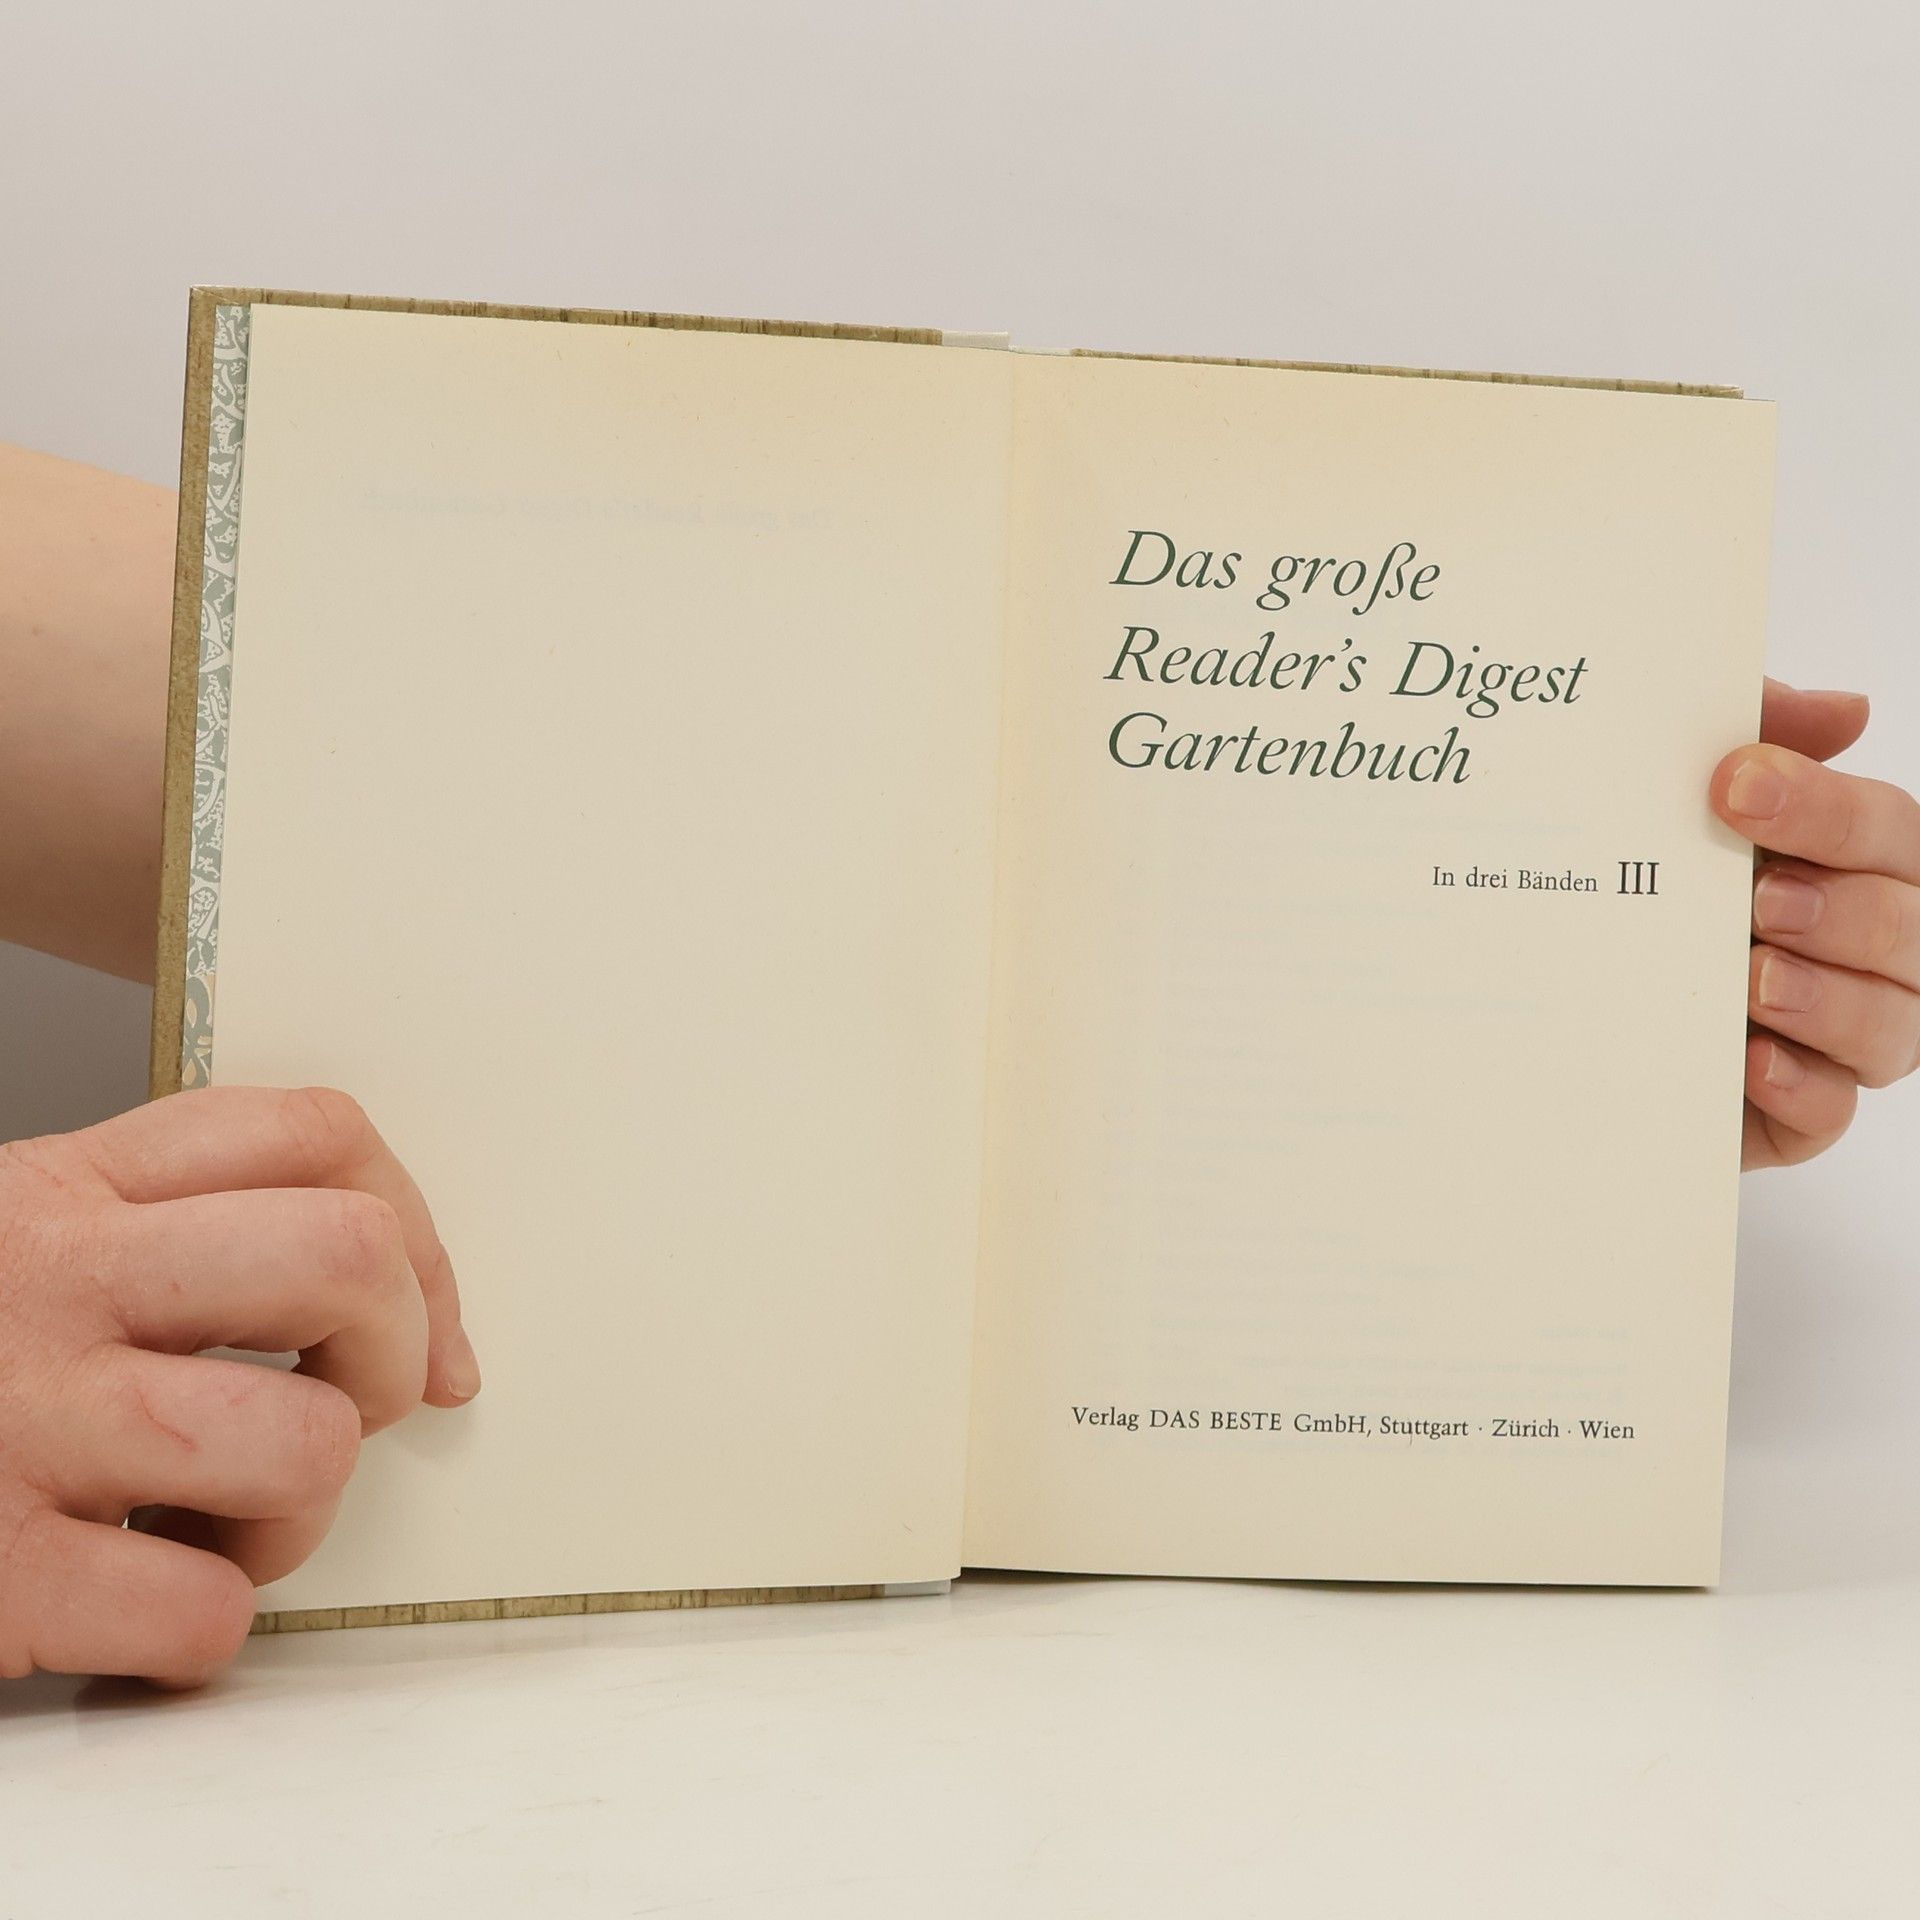 Das große
Reader's Digest
Gartenbuch
In drei Bänden III
Verlag DAS BESTE GmbH, Stuttgart · Zürich · Wien